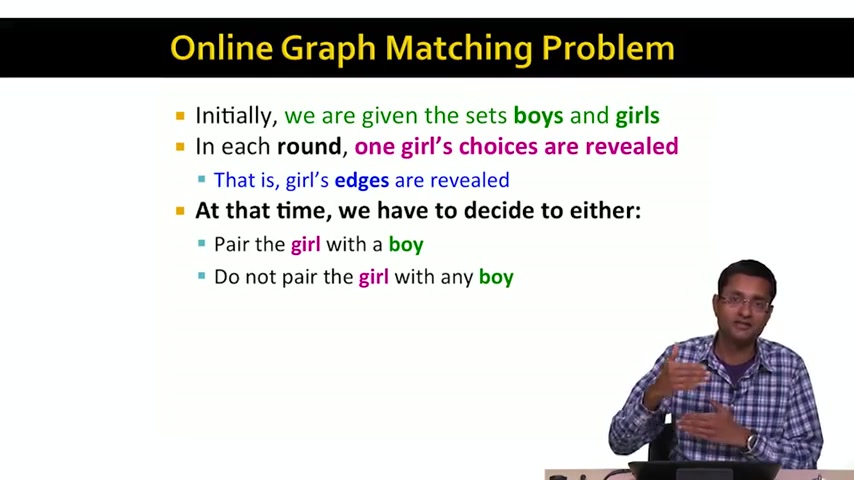 Online Graph Matching Problem
Initially, we are given the sets boys and girls
In each round, one girl's choices are revealed
That is, girl's edges are revealed
At that time, we have to decide to either:
Pair the girl with a boy
Do not pair the girl with any boy